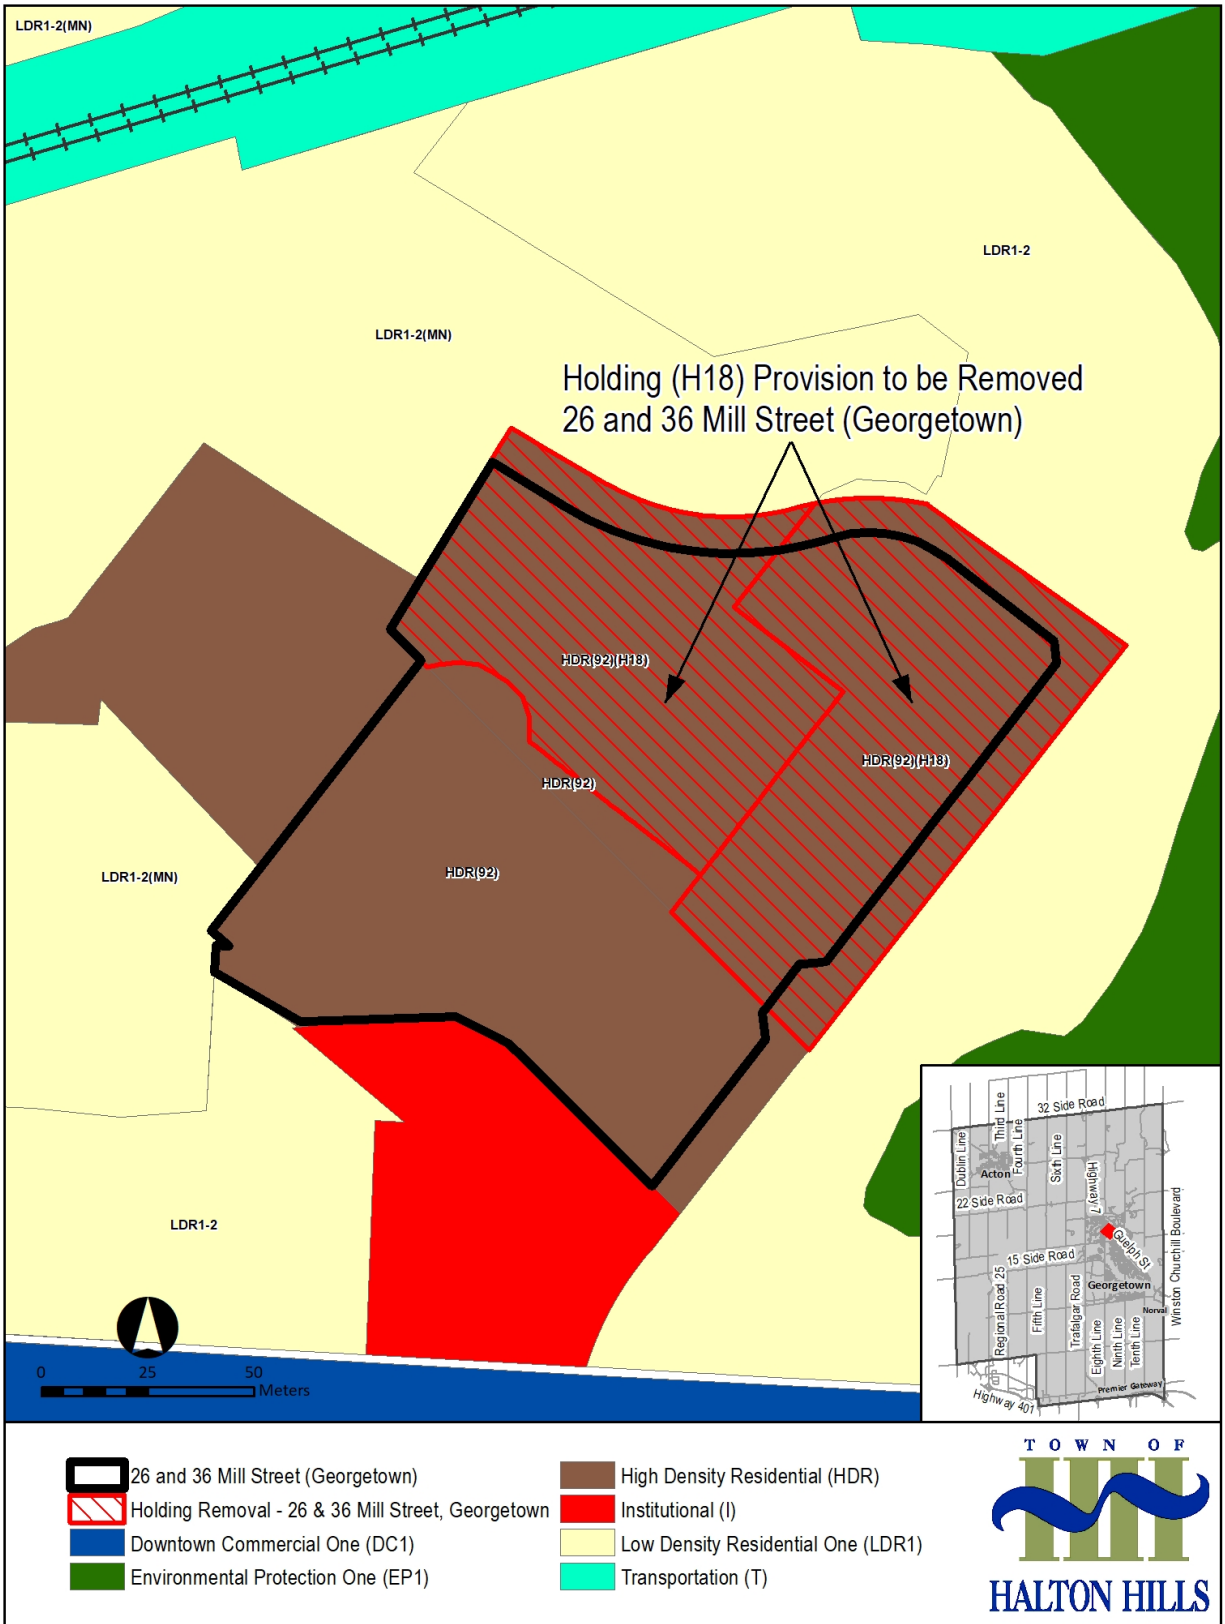 LDR1-2(MN)
LDR1-2
LDR1-2(MN)
Holding (H18) Provision to be Removed
26 and 36 Mill Street (Georgetown)
HDR(92)(H18)
HDR(92)(H18)
HDR(92)
HDR(92)
LDR1-2(MN)
LDR1-2
0 25 50
Meters
32 Side Road
Third Line
Fourth Line
Dublin Line
Sixth Line
Acton
Highway 7
22 Side Road
Winston Churchill Boulevard
Guelph St
15 Side Road
Georgetown
Regional Road 25
Fifth Line
Trafalgar Road
Norval
Eighth Line
Ninth Line
Tenth Line
Premier Gateway
Highway 401
26 and 36 Mill Street (Georgetown)
Holding Removal - 26 & 36 Mill Street, Georgetown
Downtown Commercial One (DC1)
Environmental Protection One (EP1)
High Density Residential (HDR)
Institutional (I)
Low Density Residential One (LDR1)
Transportation (T)
TOWN OF
HALTON HILLS